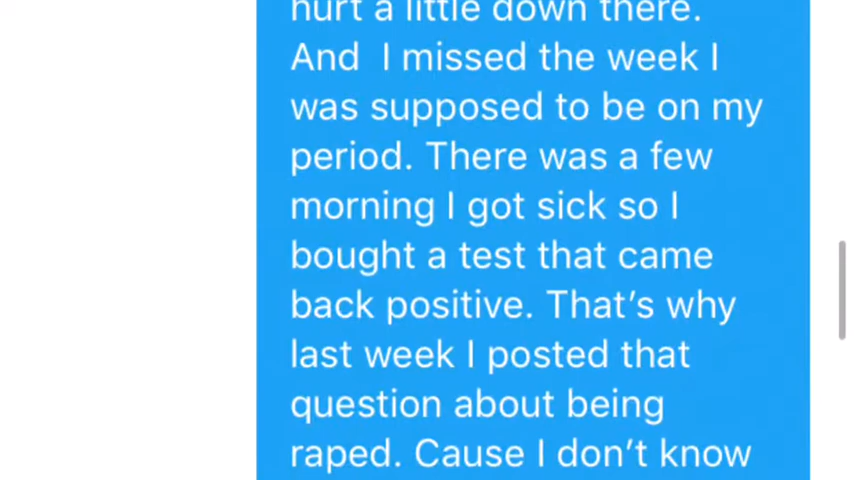 hurt a little down there.
And I missed the week I
was supposed to be on my
period. There was a few
morning I got sick so I
bought a test that came
back positive. That's why
last week I posted that
question about being
raped. Cause I don't know